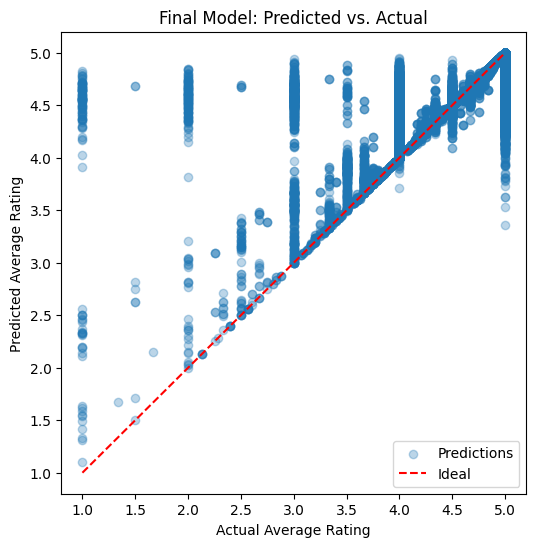 Final Model: Predicted vs. Actual
Predicted Average Rating
5.0
4.5
4.0
3.5
3.0
2.5
2.0
1.5
1.0
Predictions
Ideal
1.0 1.5 2.0 2.5 3.0 3.5 4.0 4.5 5.0
Actual Average Rating